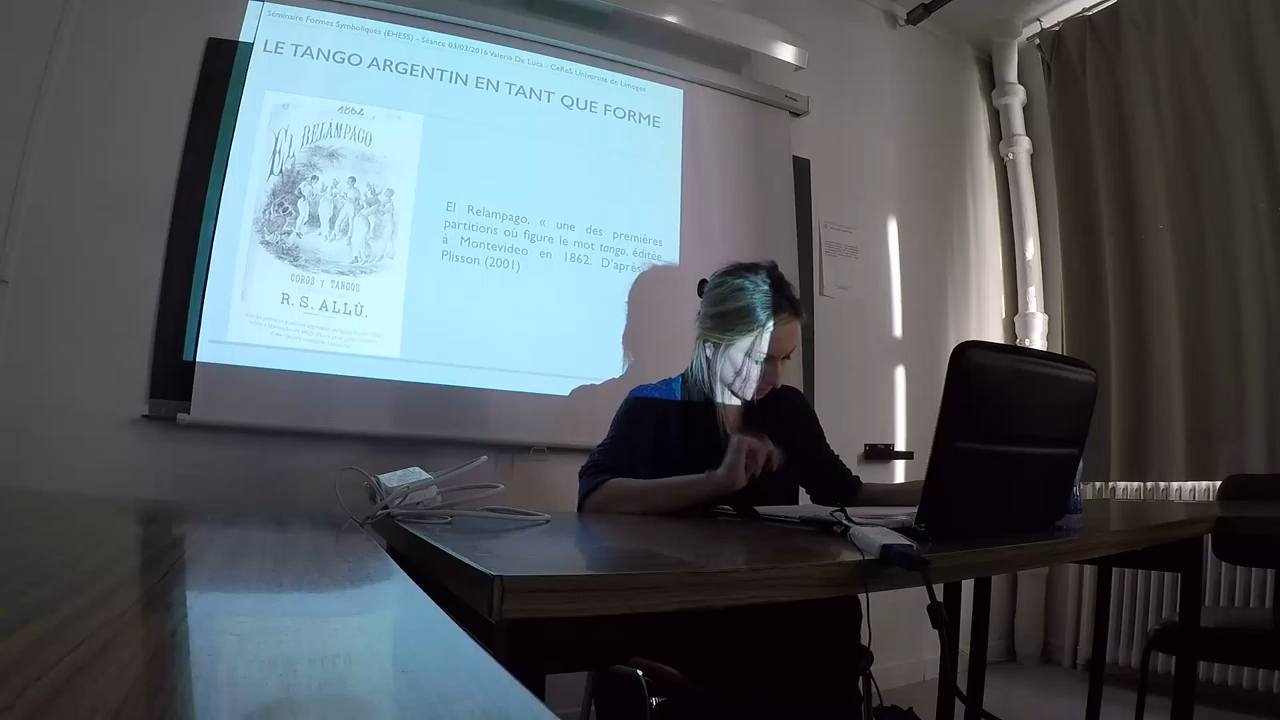 Séminaire Formes Symboliques (EHESS) - Séance 03/03/2016 Valeria De Luca - CeReS Université de Limoges
LE TANGO ARGENTIN EN TANT QUE FORME
1862
EL RELÁMPAGO
COROS Y TANGOS
R. S. ALLÚ.
El Relampago, « une des premières
partitions où figure le mot tango, éditée
à Montevideo en 1862. D'après
Plisson (2001)